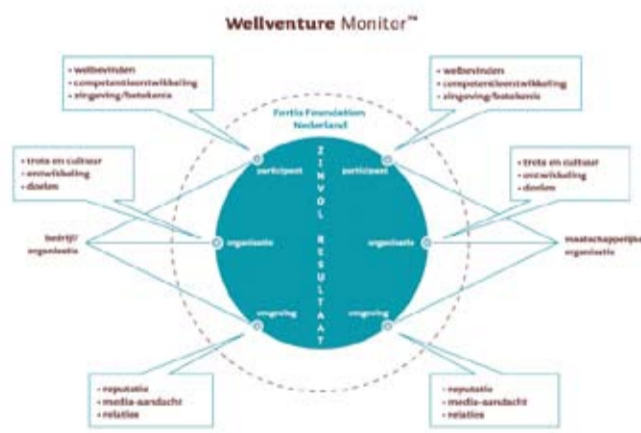 Wellventure Monitor™
• welbevinden
• competentieontwikkeling
• zingeving/betekenis
• welbevinden
• competentieontwikkeling
• zingeving/betekenis
Fortis Foundation
Nederland
participant
participant
• trots en cultuur
• ontwikkeling
• doelen
• trots en cultuur
• ontwikkeling
• doelen
ZINVOL RESULTAAT
bedrijf/
organisatie
organisatie
organisatie
maatschappelijke
organisatie
omgeving
omgeving
• reputatie
• media-aandacht
• relaties
• reputatie
• media-aandacht
• relaties